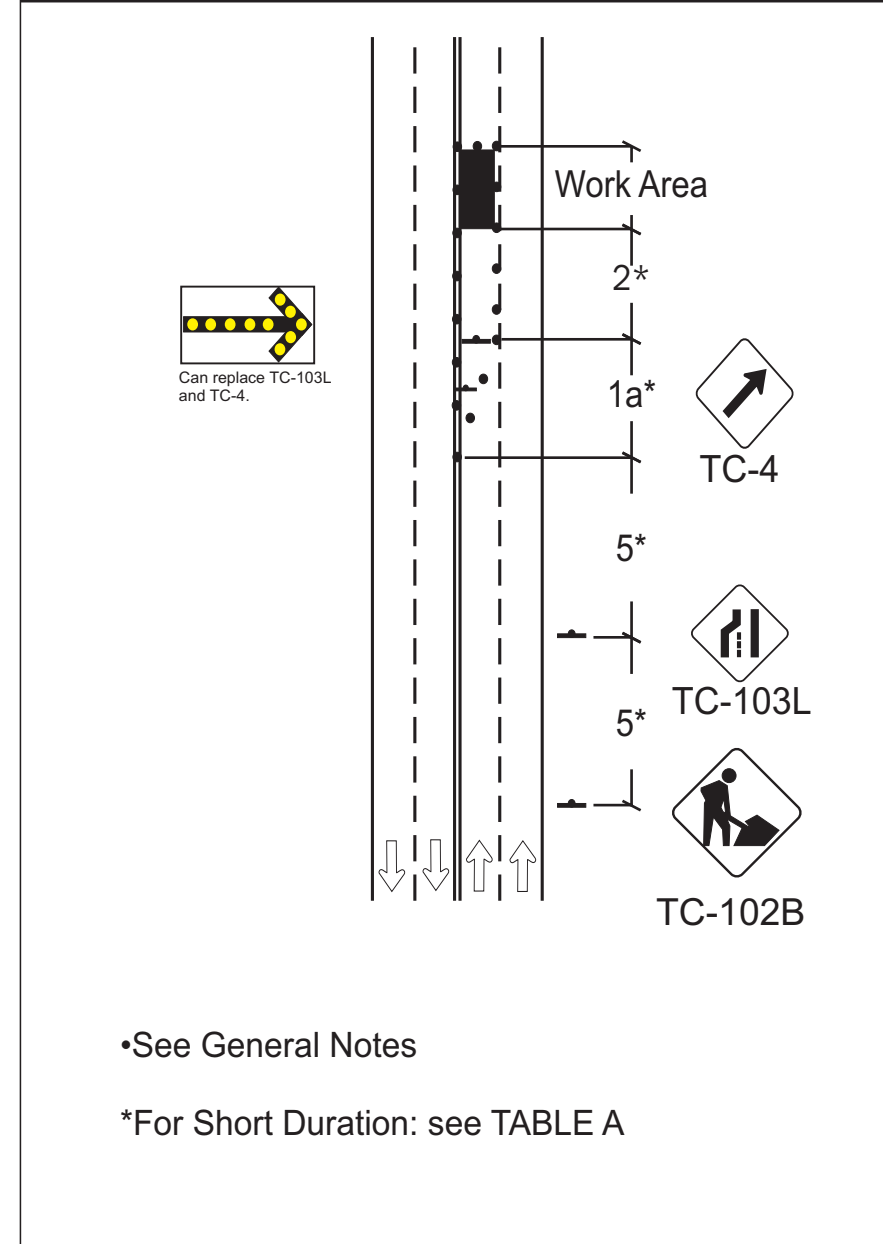 Work Area
2*
Can replace TC-103L
and TC-4.
1a*
TC-4
5*
TC-103L
5*
TC-102B
•See General Notes
*For Short Duration: see TABLE A